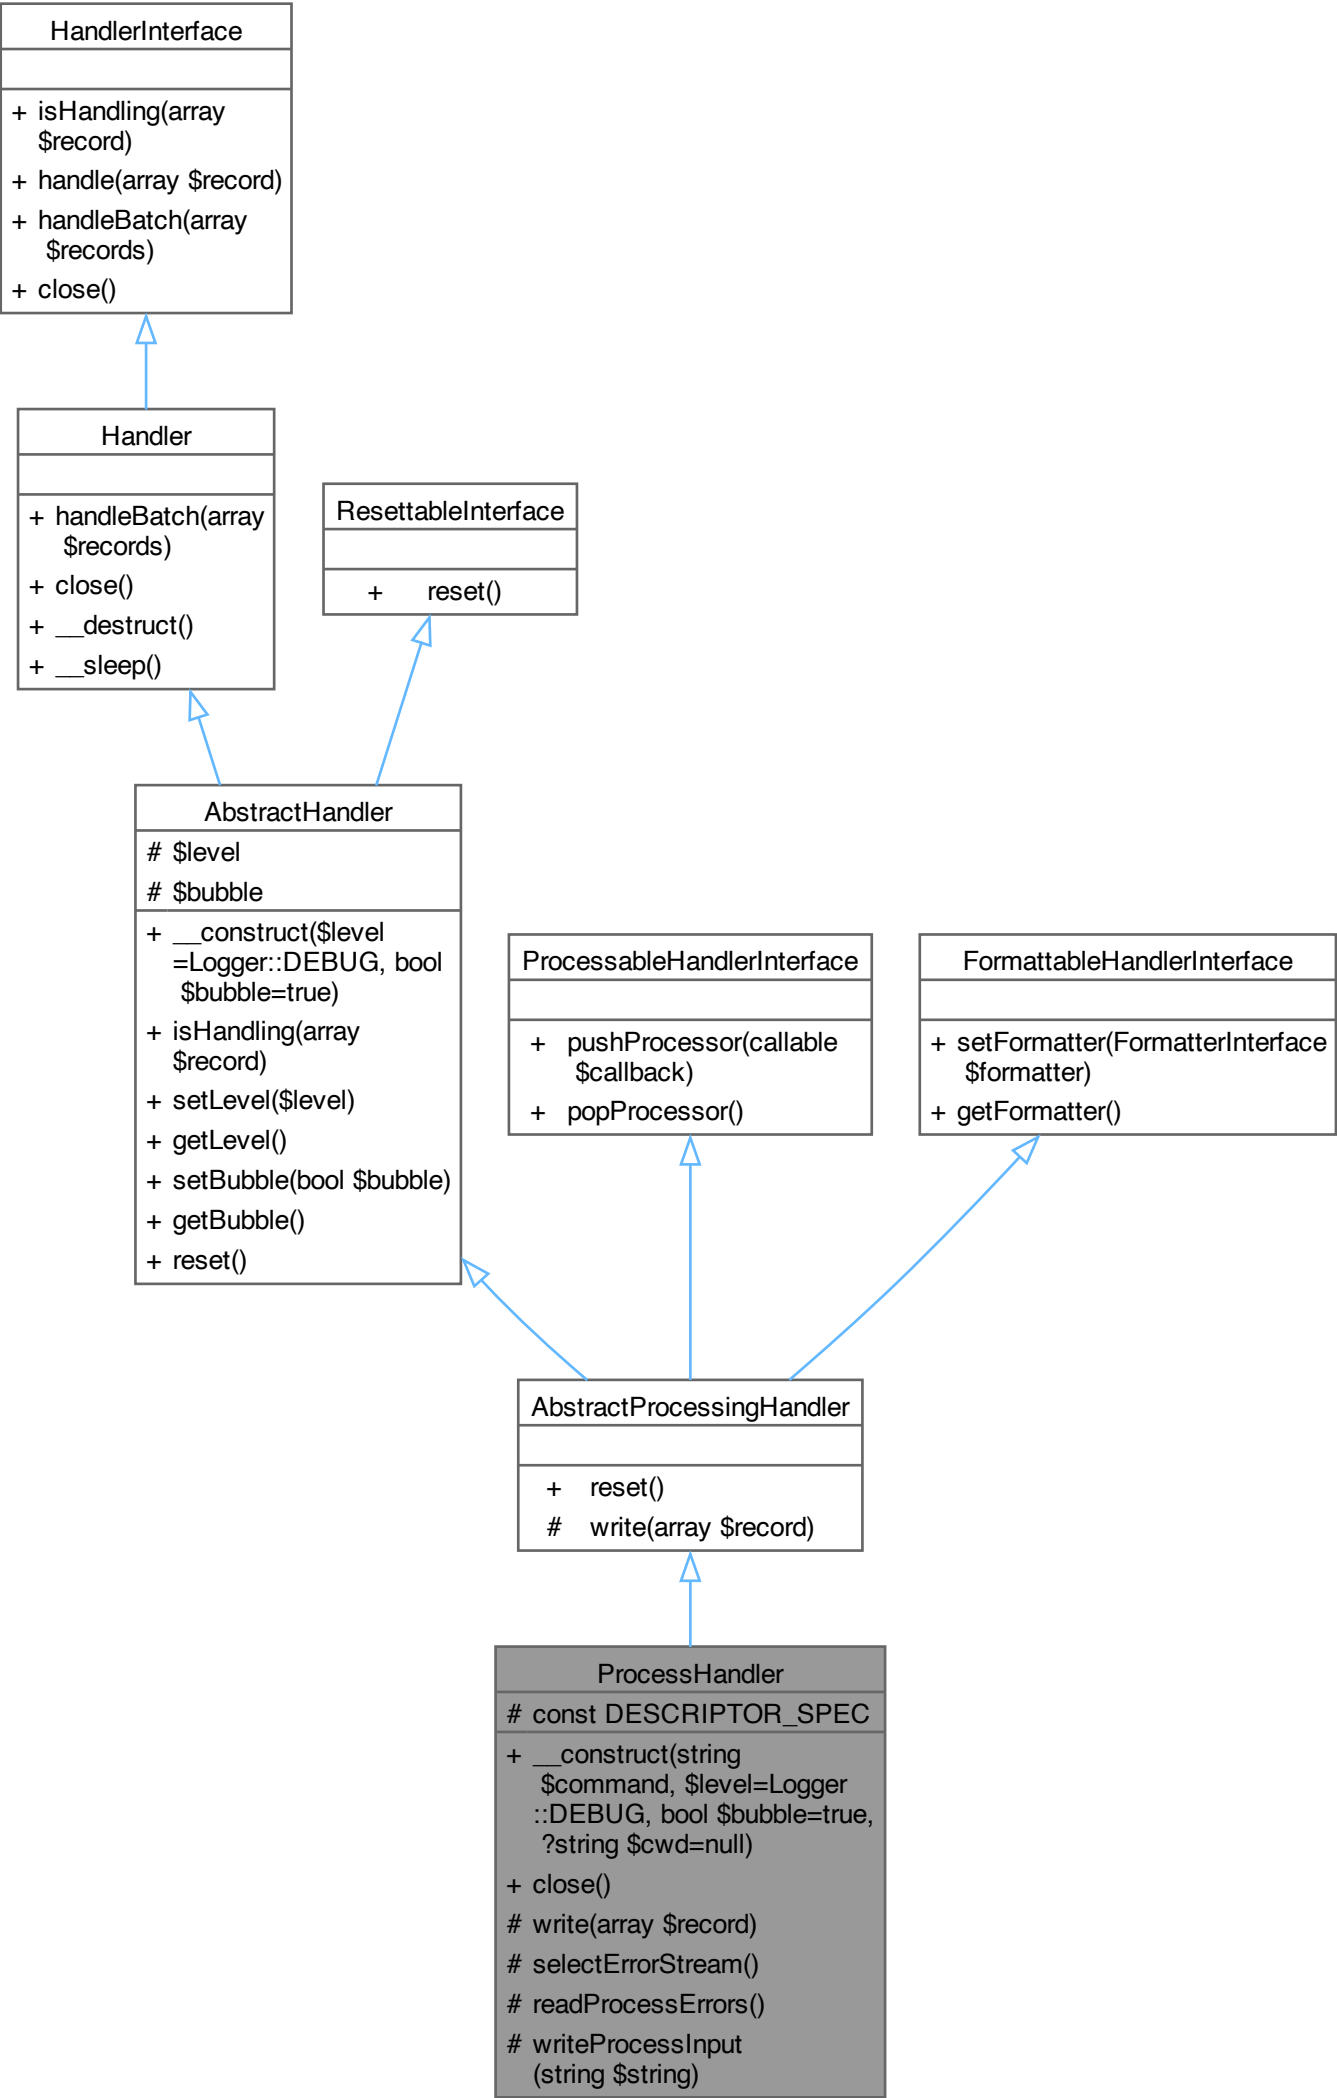 HandlerInterface
+ isHandling(array
$record)
+ handle(array $record)
+ handleBatch(array
$records)
+ close()
Handler
+ handleBatch(array
$records)
+ close()
+ __destruct()
+ __sleep()
ResettableInterface
+ reset()
AbstractHandler
# $level
# $bubble
+ __construct($level
=Logger::DEBUG, bool
$bubble=true)
+ isHandling(array
$record)
+ setLevel($level)
+ getLevel()
+ setBubble(bool $bubble)
+ getBubble()
+ reset()
ProcessableHandlerInterface
+ pushProcessor(callable
$callback)
+ popProcessor()
FormattableHandlerInterface
+ setFormatter(FormatterInterface
$formatter)
+ getFormatter()
AbstractProcessingHandler
+ reset()
# write(array $record)
ProcessHandler
# const DESCRIPTOR_SPEC
+ __construct(string
$command, $level=Logger
::DEBUG, bool $bubble=true,
?string $cwd=null)
+ close()
# write(array $record)
# selectErrorStream()
# readProcessErrors()
# writeProcessInput
(string $string)